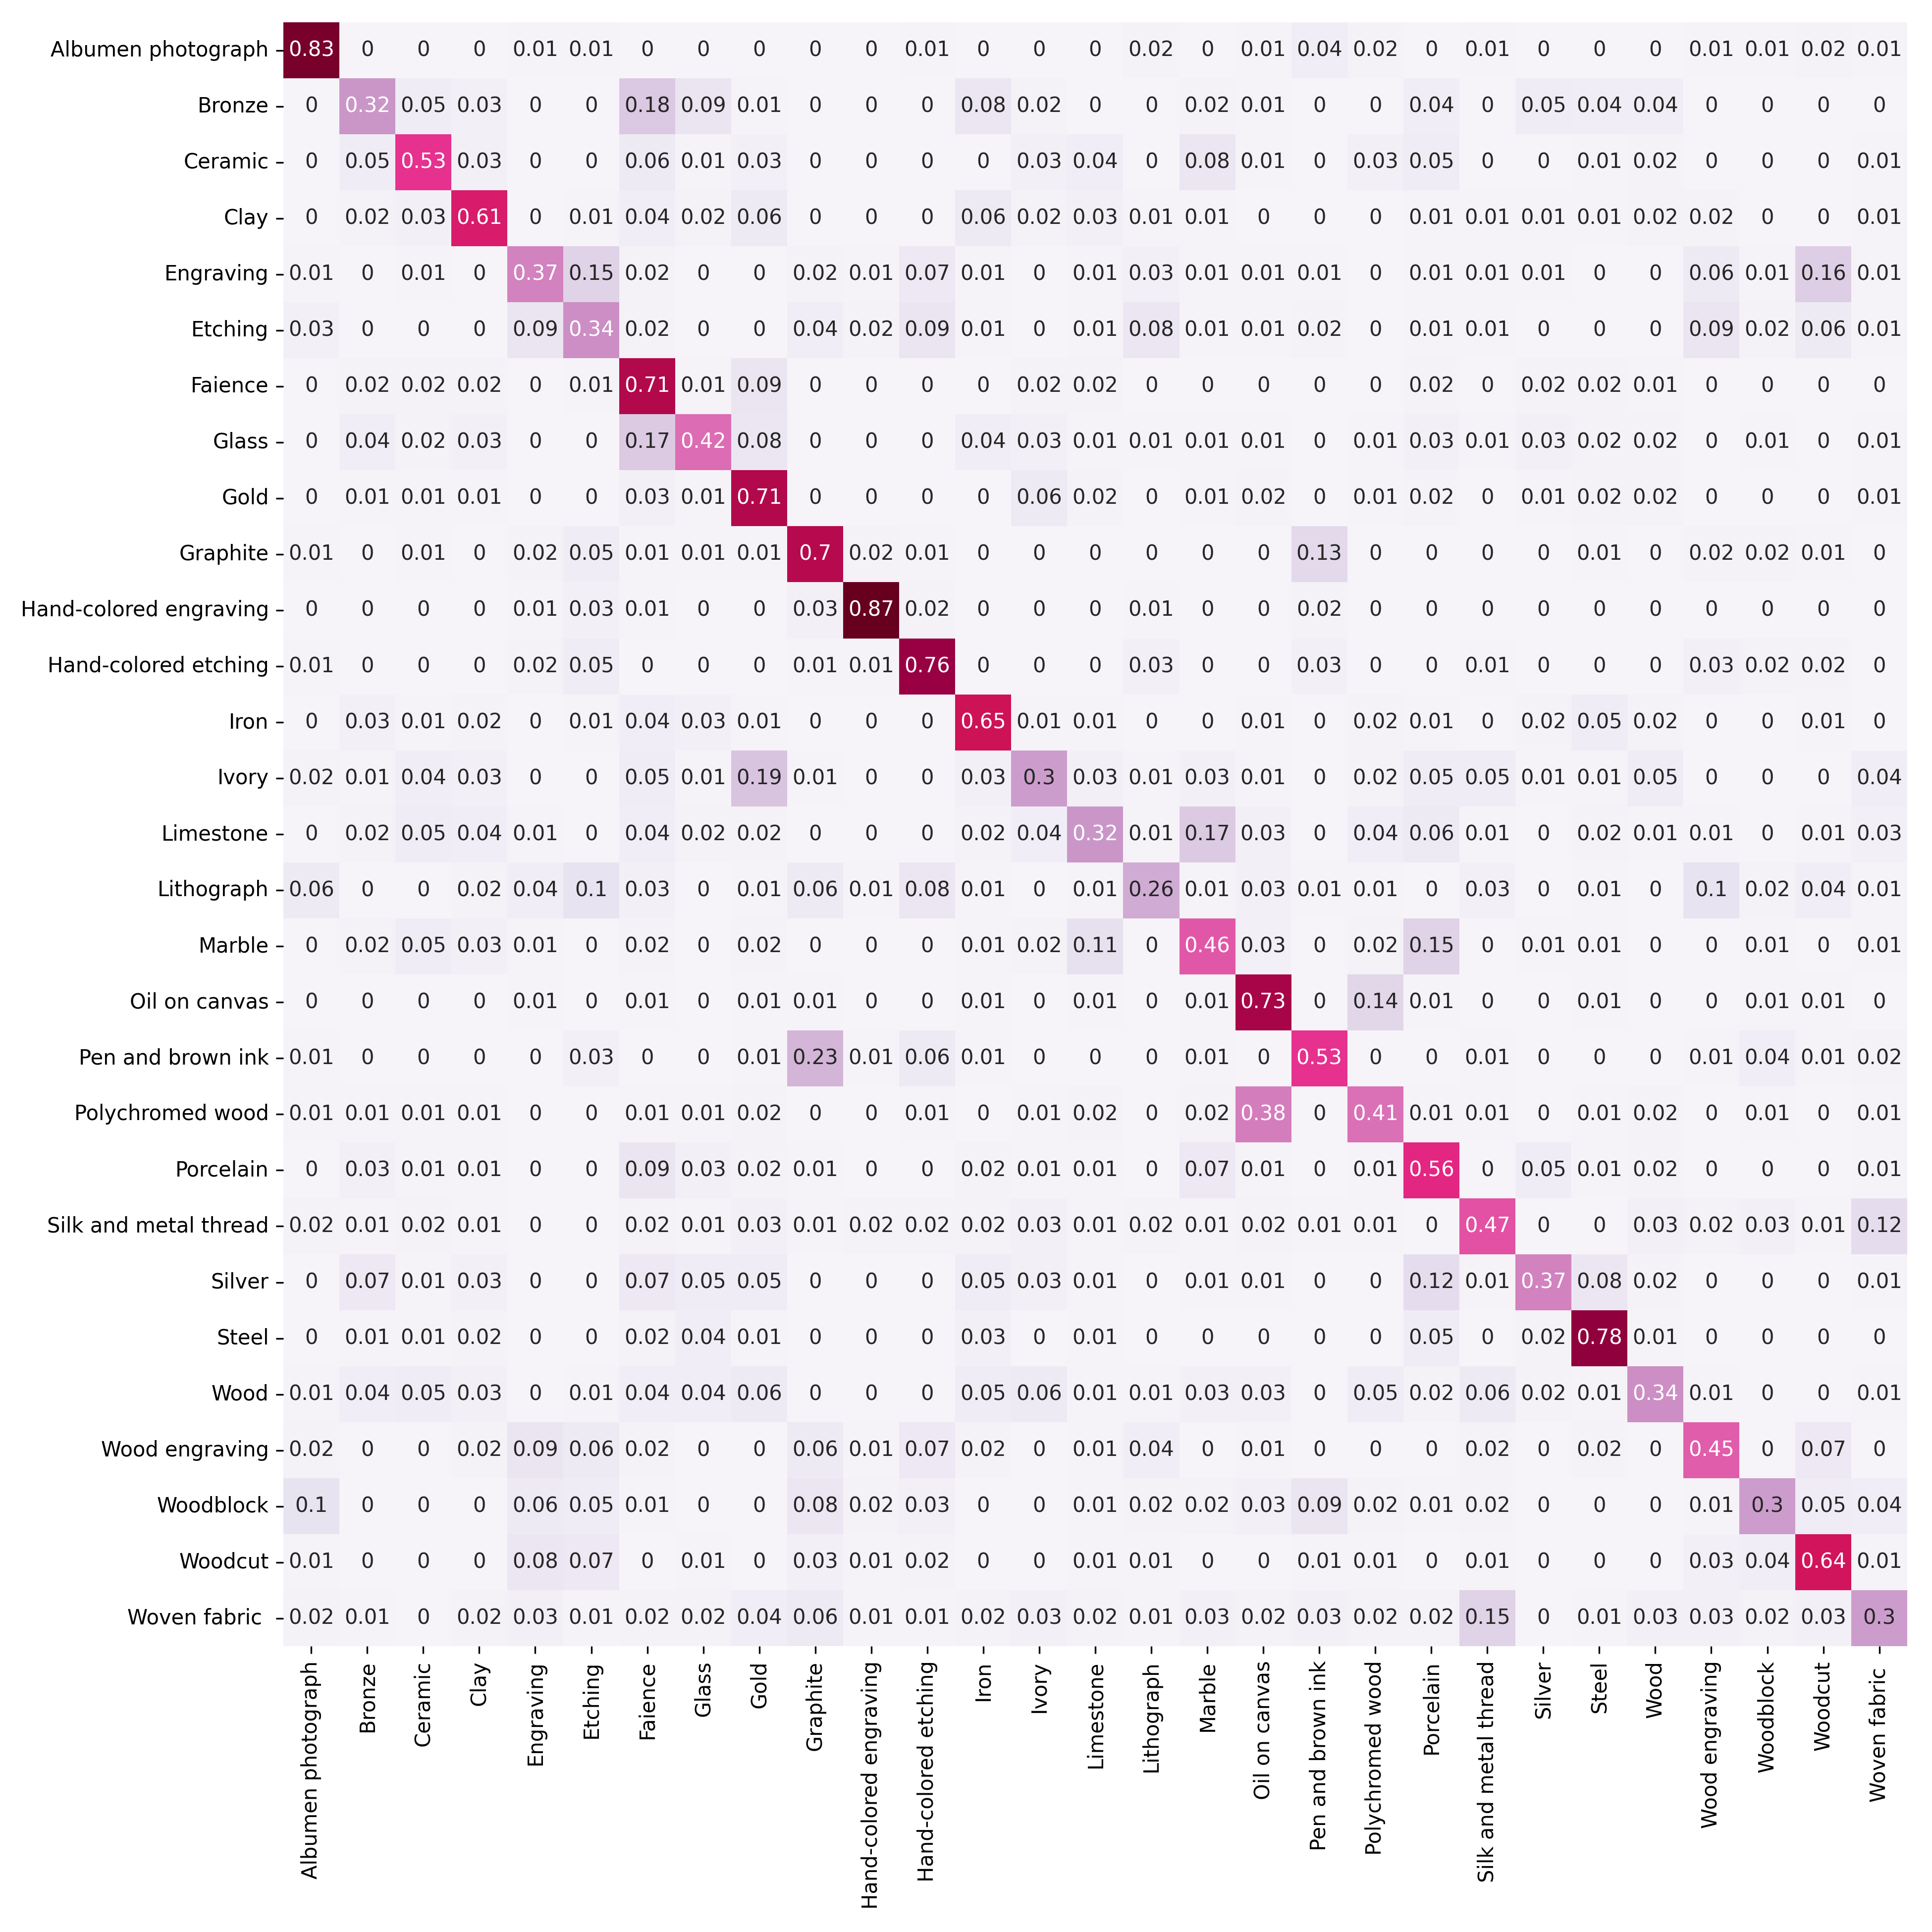 Albumen photograph 0.83 0 0 0 0.01 0.01 0 0 0 0 0 0.01 0 0 0 0.02 0 0.01 0.04 0.02 0 0.01 0 0 0 0.01 0.01 0.02 0.01
Bronze 0 0.32 0.05 0.03 0 0 0.18 0.09 0.01 0 0 0 0.08 0.02 0 0 0.02 0.01 0 0 0.04 0 0.05 0.04 0.04 0 0 0 0
Ceramic 0 0.05 0.53 0.03 0 0 0.06 0.01 0.03 0 0 0 0 0.03 0.04 0 0.08 0.01 0 0.03 0.05 0 0 0.01 0.02 0 0 0 0.01
Clay 0 0.02 0.03 0.61 0 0.01 0.04 0.02 0.06 0 0 0 0.06 0.02 0.03 0.01 0.01 0 0 0 0.01 0.01 0.01 0.01 0.02 0.02 0 0 0.01
Engraving 0.01 0 0.01 0 0.37 0.15 0.02 0 0 0.02 0.01 0.07 0.01 0 0.01 0.03 0.01 0.01 0.01 0 0.01 0.01 0.01 0 0 0.06 0.01 0.16 0.01
Etching 0.03 0 0 0 0.09 0.34 0.02 0 0 0.04 0.02 0.09 0.01 0 0.01 0.08 0.01 0.01 0.02 0 0.01 0.01 0 0 0 0.09 0.02 0.06 0.01
Faience 0 0.02 0.02 0.02 0 0.01 0.71 0.01 0.09 0 0 0 0 0.02 0.02 0 0 0 0 0 0.02 0 0.02 0.02 0.01 0 0 0 0
Glass 0 0.04 0.02 0.03 0 0 0.17 0.42 0.08 0 0 0 0.04 0.03 0.01 0.01 0.01 0.01 0 0.01 0.03 0.01 0.03 0.02 0.02 0 0.01 0 0.01
Gold 0 0.01 0.01 0.01 0 0 0.03 0.01 0.71 0 0 0 0 0.06 0.02 0 0.01 0.02 0 0.01 0.02 0 0.01 0.02 0.02 0 0 0 0.01
Graphite 0.01 0 0.01 0 0.02 0.05 0.01 0.01 0.01 0.7 0.02 0.01 0 0 0 0 0 0 0.13 0 0 0 0 0.01 0 0.02 0.02 0.01 0
Hand-colored engraving 0 0 0 0 0.01 0.03 0.01 0 0 0.03 0.87 0.02 0 0 0 0.01 0 0 0.02 0 0 0 0 0 0 0 0 0 0
Hand-colored etching 0.01 0 0 0 0.02 0.05 0 0 0 0.01 0.01 0.76 0 0 0 0.03 0 0 0.03 0 0 0.01 0 0 0 0.03 0.02 0.02 0
Iron 0 0.03 0.01 0.02 0 0.01 0.04 0.03 0.01 0 0 0 0.65 0.01 0.01 0 0 0.01 0 0.02 0.01 0 0.02 0.05 0.02 0 0 0.01 0
Ivory 0.02 0.01 0.04 0.03 0 0 0.05 0.01 0.19 0.01 0 0 0.03 0.3 0.03 0.01 0.03 0.01 0 0.02 0.05 0.05 0.01 0.01 0.05 0 0 0 0.04
Limestone 0 0.02 0.05 0.04 0.01 0 0.04 0.02 0.02 0 0 0 0.02 0.04 0.32 0.01 0.17 0.03 0 0.04 0.06 0.01 0 0.02 0.01 0.01 0 0.01 0.03
Lithograph 0.06 0 0 0.02 0.04 0.1 0.03 0 0.01 0.06 0.01 0.08 0.01 0 0.01 0.26 0.01 0.03 0.01 0.01 0 0.03 0 0.01 0 0.1 0.02 0.04 0.01
Marble 0 0.02 0.05 0.03 0.01 0 0.02 0 0.02 0 0 0 0.01 0.02 0.11 0 0.46 0.03 0 0.02 0.15 0 0.01 0.01 0 0 0.01 0 0.01
Oil on canvas 0 0 0 0 0.01 0 0.01 0 0.01 0.01 0 0 0.01 0 0.01 0 0.01 0.73 0 0.14 0.01 0 0 0.01 0 0 0.01 0.01 0
Pen and brown ink 0.01 0 0 0 0 0.03 0 0 0.01 0.23 0.01 0.06 0.01 0 0 0 0.01 0 0.53 0 0 0.01 0 0 0 0.01 0.04 0.01 0.02
Polychromed wood 0.01 0.01 0.01 0.01 0 0 0.01 0.01 0.02 0 0 0.01 0 0.01 0.02 0 0.02 0.38 0 0.41 0.01 0.01 0 0.01 0.02 0 0.01 0 0.01
Porcelain 0 0.03 0.01 0.01 0 0 0.09 0.03 0.02 0.01 0 0 0.02 0.01 0.01 0 0.07 0.01 0 0.01 0.56 0 0.05 0.01 0.02 0 0 0 0.01
Silk and metal thread 0.02 0.01 0.02 0.01 0 0 0.02 0.01 0.03 0.01 0.02 0.02 0.02 0.03 0.01 0.02 0.01 0.02 0.01 0.01 0 0.47 0 0 0.03 0.02 0.03 0.01 0.12
Silver 0 0.07 0.01 0.03 0 0 0.07 0.05 0.05 0 0 0 0.05 0.03 0.01 0 0.01 0.01 0 0 0.12 0.01 0.37 0.08 0.02 0 0 0 0.01
Steel 0 0.01 0.01 0.02 0 0 0.02 0.04 0.01 0 0 0 0.03 0 0.01 0 0 0 0 0 0.05 0 0.02 0.78 0.01 0 0 0 0
Wood 0.01 0.04 0.05 0.03 0 0.01 0.04 0.04 0.06 0 0 0 0.05 0.06 0.01 0.01 0.03 0.03 0 0.05 0.02 0.06 0.02 0.01 0.34 0.01 0 0 0.01
Wood engraving 0.02 0 0 0.02 0.09 0.06 0.02 0 0 0.06 0.01 0.07 0.02 0 0.01 0.04 0 0.01 0 0 0 0.02 0 0.02 0 0.45 0 0.07 0
Woodblock 0.1 0 0 0 0.06 0.05 0.01 0 0 0.08 0.02 0.03 0 0 0.01 0.02 0.02 0.03 0.09 0.02 0.01 0.02 0 0 0 0.01 0.3 0.05 0.04
Woodcut 0.01 0 0 0 0.08 0.07 0 0.01 0 0.03 0.01 0.02 0 0 0.01 0.01 0 0 0.01 0.01 0 0.01 0 0 0 0.03 0.04 0.64 0.01
Woven fabric 0.02 0.01 0 0.02 0.03 0.01 0.02 0.02 0.04 0.06 0.01 0.01 0.02 0.03 0.02 0.01 0.03 0.02 0.03 0.02 0.02 0.15 0 0.01 0.03 0.03 0.02 0.03 0.3
Albumen photograph
Bronze
Ceramic
Clay
Engraving
Etching
Faience
Glass
Gold
Graphite
Hand-colored engraving
Hand-colored etching
Iron
Ivory
Limestone
Lithograph
Marble
Oil on canvas
Pen and brown ink
Polychromed wood
Porcelain
Silk and metal thread
Silver
Steel
Wood
Wood engraving
Woodblock
Woodcut
Woven fabric